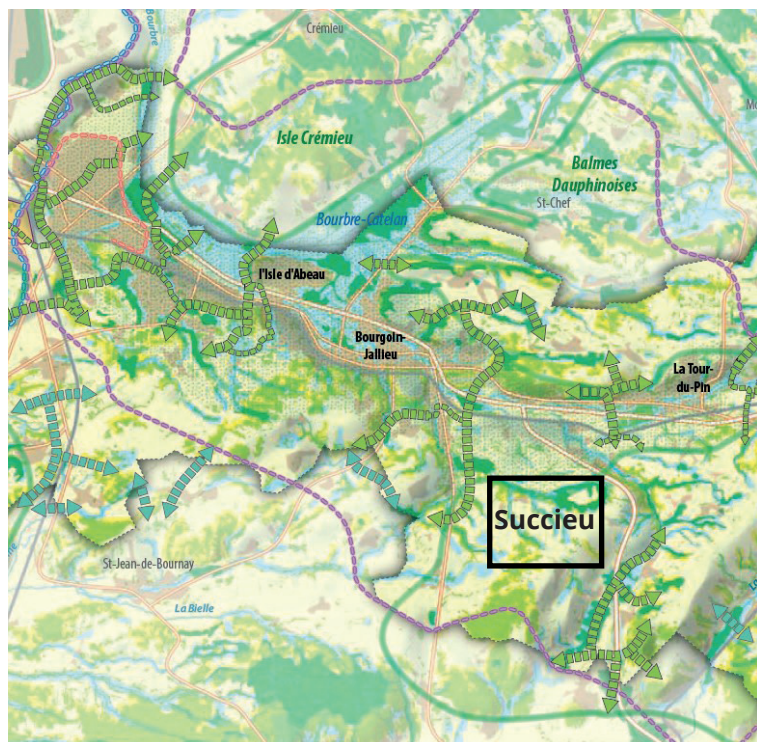 Bourbre
Crémieu
Isle Crémieu
Balmes
Dauphinoises
St-Chef
Bourbre-Catelan
l'Isle d'Abeau
Bourgoin-
Jallieu
La Tour-
du-Pin
Succieu
St-Jean-de-Bournay
La Bielle